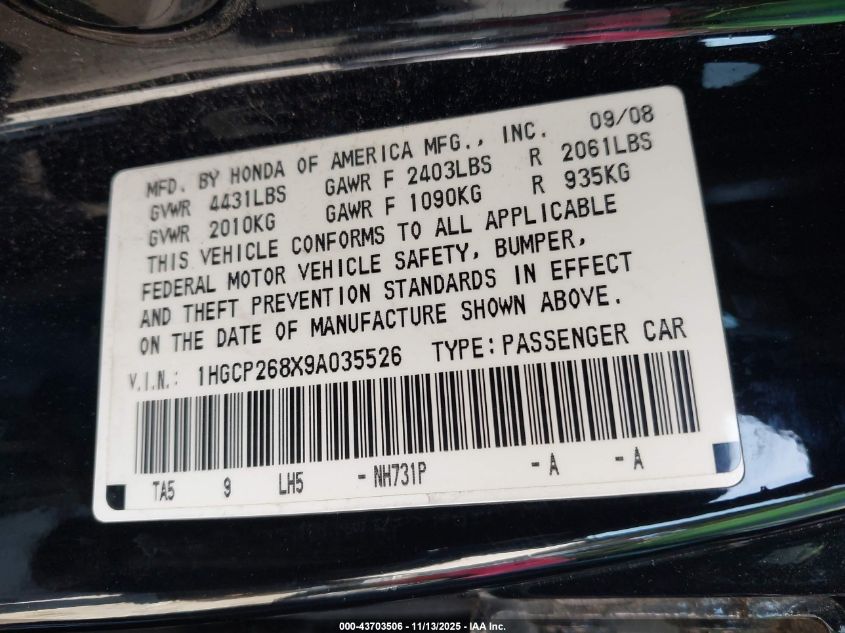 MFD. BY HONDA OF AMERICA MFG., INC. 09/08
GVWR 4431LBS GAWR F 2403LBS R 2061LBS
GVWR 2010KG GAWR F 1090KG R 935KG
THIS VEHICLE CONFORMS TO ALL APPLICABLE
FEDERAL MOTOR VEHICLE SAFETY, BUMPER,
AND THEFT PREVENTION STANDARDS IN EFFECT
ON THE DATE OF MANUFACTURE SHOWN ABOVE.
V.I.N.: 1HGCP268X9A035526 TYPE: PASSENGER CAR
TA5 9 LH5 - NH731P - A - A
000-43703506 - 11/13/2025 - IAA Inc.